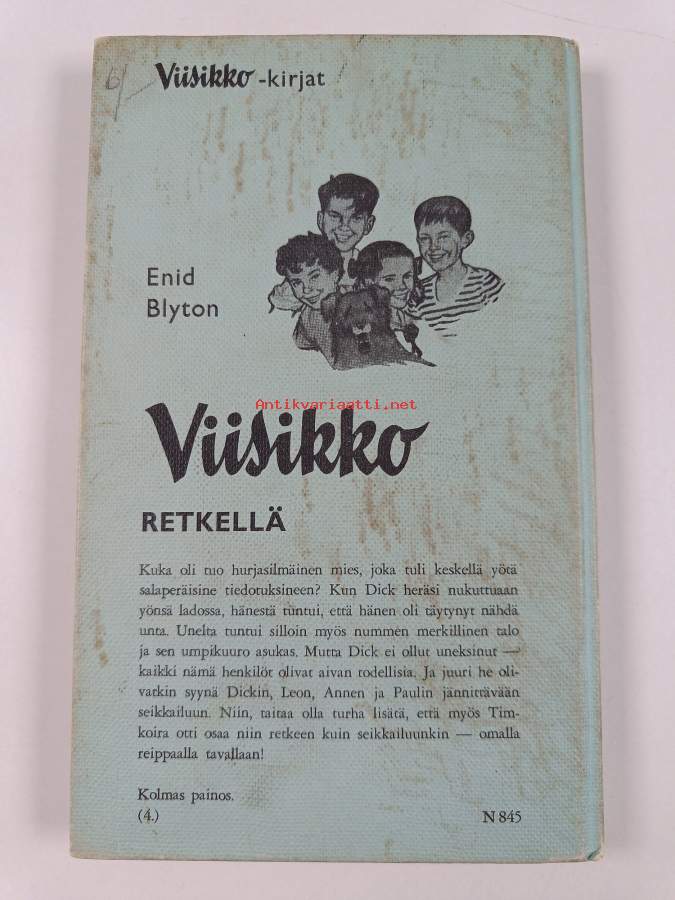 6/
Viisikko -kirjat
Enid
Blyton
Antikvariaatti.net
Viisikko
RETKELLÄ
Kuka oli tuo hurjasilmäinen mies, joka tuli keskellä yötä
salaperäisine tiedotuksineen? Kun Dick heräsi nukuttuaan
yönsä ladossa, hänestä tuntui, että hänen oli täytynyt nähdä
unta. Unelta tuntui silloin myös nummen merkillinen talo
ja sen umpikuuro asukas. Mutta Dick ei ollut uneksinut —
kaikki nämä henkilöt olivat aivan todellisia. Ja juuri he oli-
vatkin syynä Dickin, Leon, Annen ja Paulin jännittävään
seikkailuun. Niin, taitaa olla turha lisätä, että myös Tim-
koira otti osaa niin retkeen kuin seikkailuunkin — omalla
reippaalla tavallaan!
Kolmas painos.
(4.) N 845